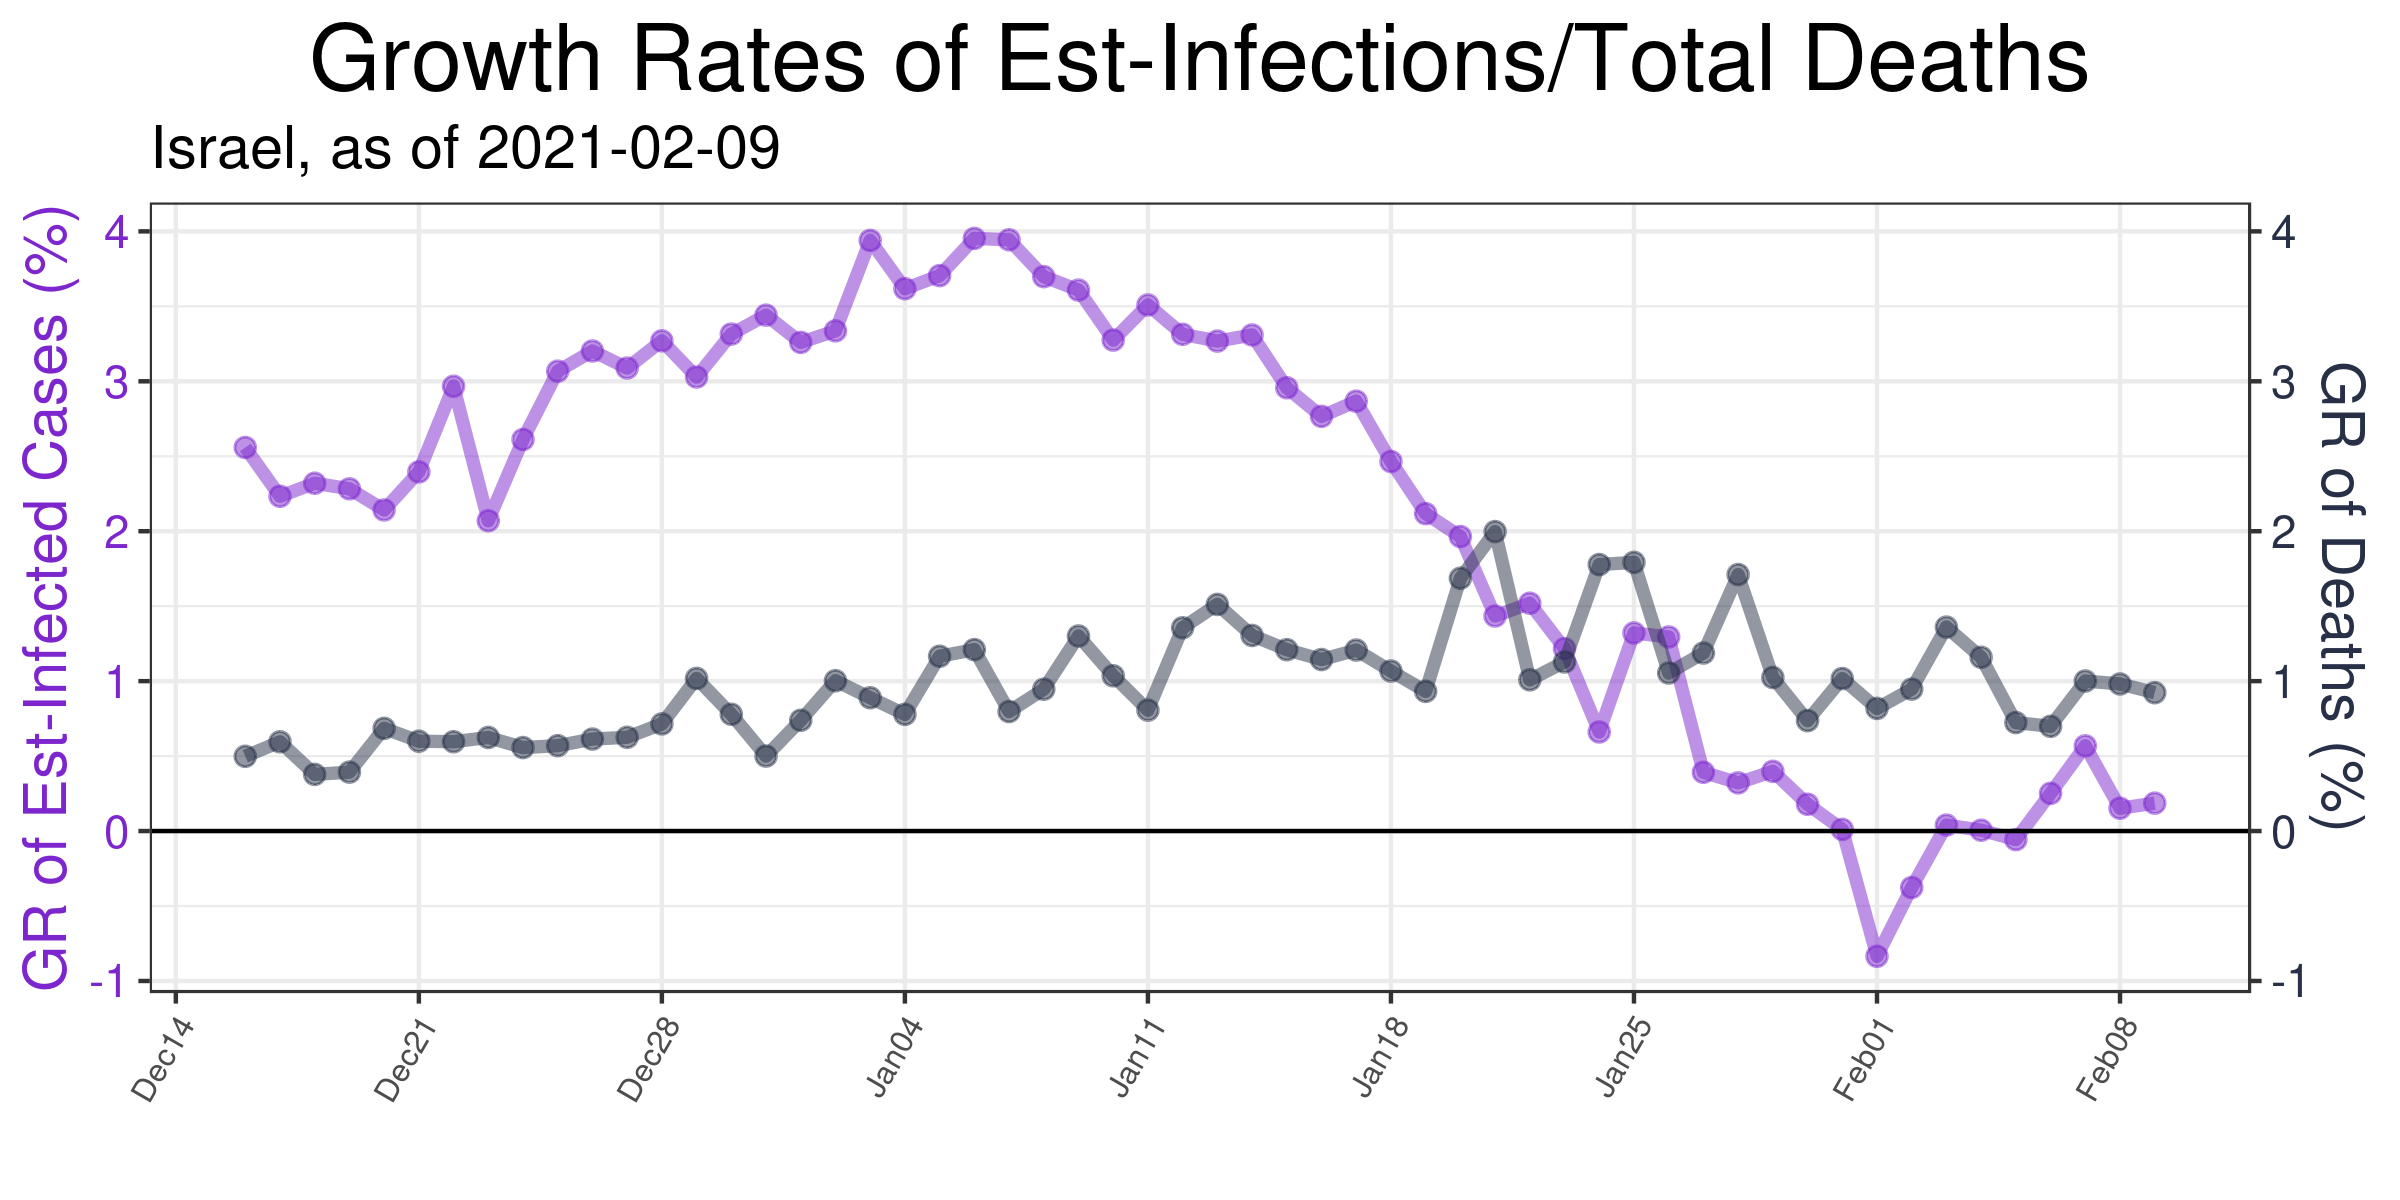 Growth Rates of Est-Infections/Total Deaths
Israel, as of 2021-02-09
GR of Est-Infected Cases (%)
4
3
2
1
0
-1
4
3
2
1
0
-1
GR of Deaths (%)
Dec14
Dec21
Dec28
Jan04
Jan11
Jan18
Jan25
Feb01
Feb08